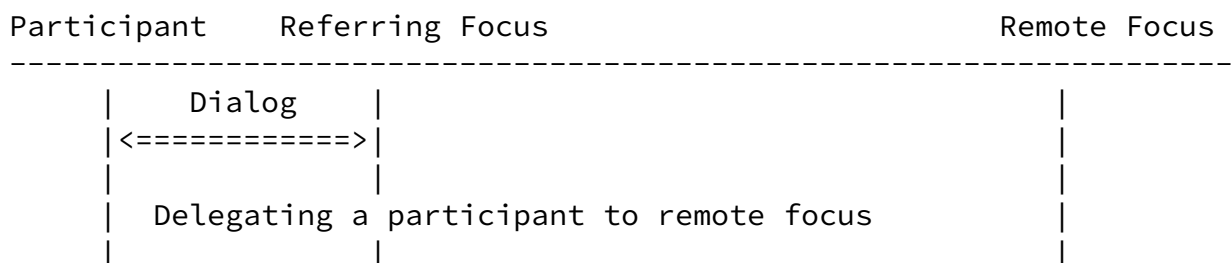 Participant    Referring Focus                         Remote Focus
--------------------------------------------------------------------
     |    Dialog    |                                     |
     |<============>|                                     |
     |              |                                     |
     |  Delegating a participant to remote focus          |
     |              |                                     |